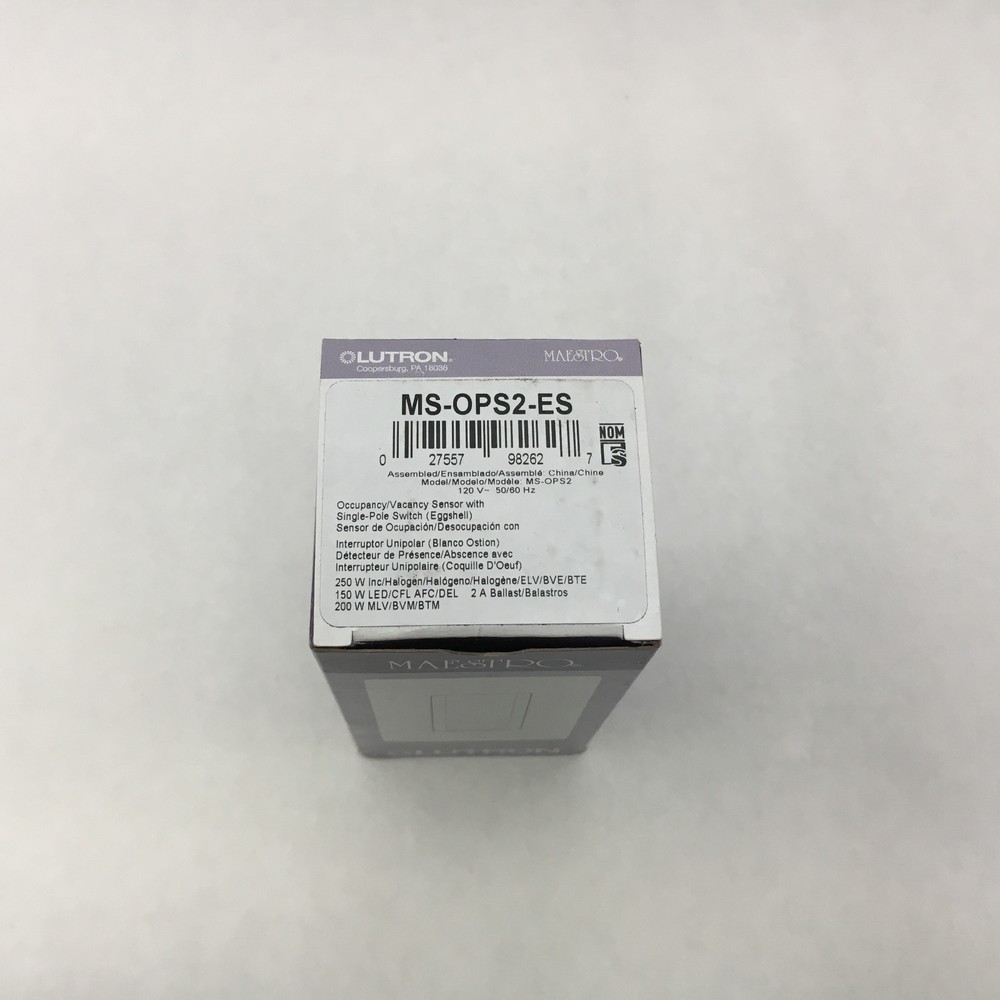 LUTRON® MAESTRO®
Coopersburg, PA 18036
MS-OPS2-ES
NOM
0 27557 98262 7
Assembled/Ensamblado/Assemblé: China/Chine
Model/Modelo/Modèle: MS-OPS2
120 V~ 50/60 Hz
Occupancy/Vacancy Sensor with
Single-Pole Switch (Eggshell)
Sensor de Ocupación/Desocupación con
Interruptor Unipolar (Blanco Ostion)
Détecteur de Présence/Abscence avec
Interrupteur Unipolaire (Coquille D'Oeuf)
250 W Inc/Halogen/Halógeno/Halogène/ELV/BVE/BTE
150 W LED/CFL AFC/DEL 2 A Ballast/Balastros
200 W MLV/BVM/BTM
MAESTRO®
LUTRON